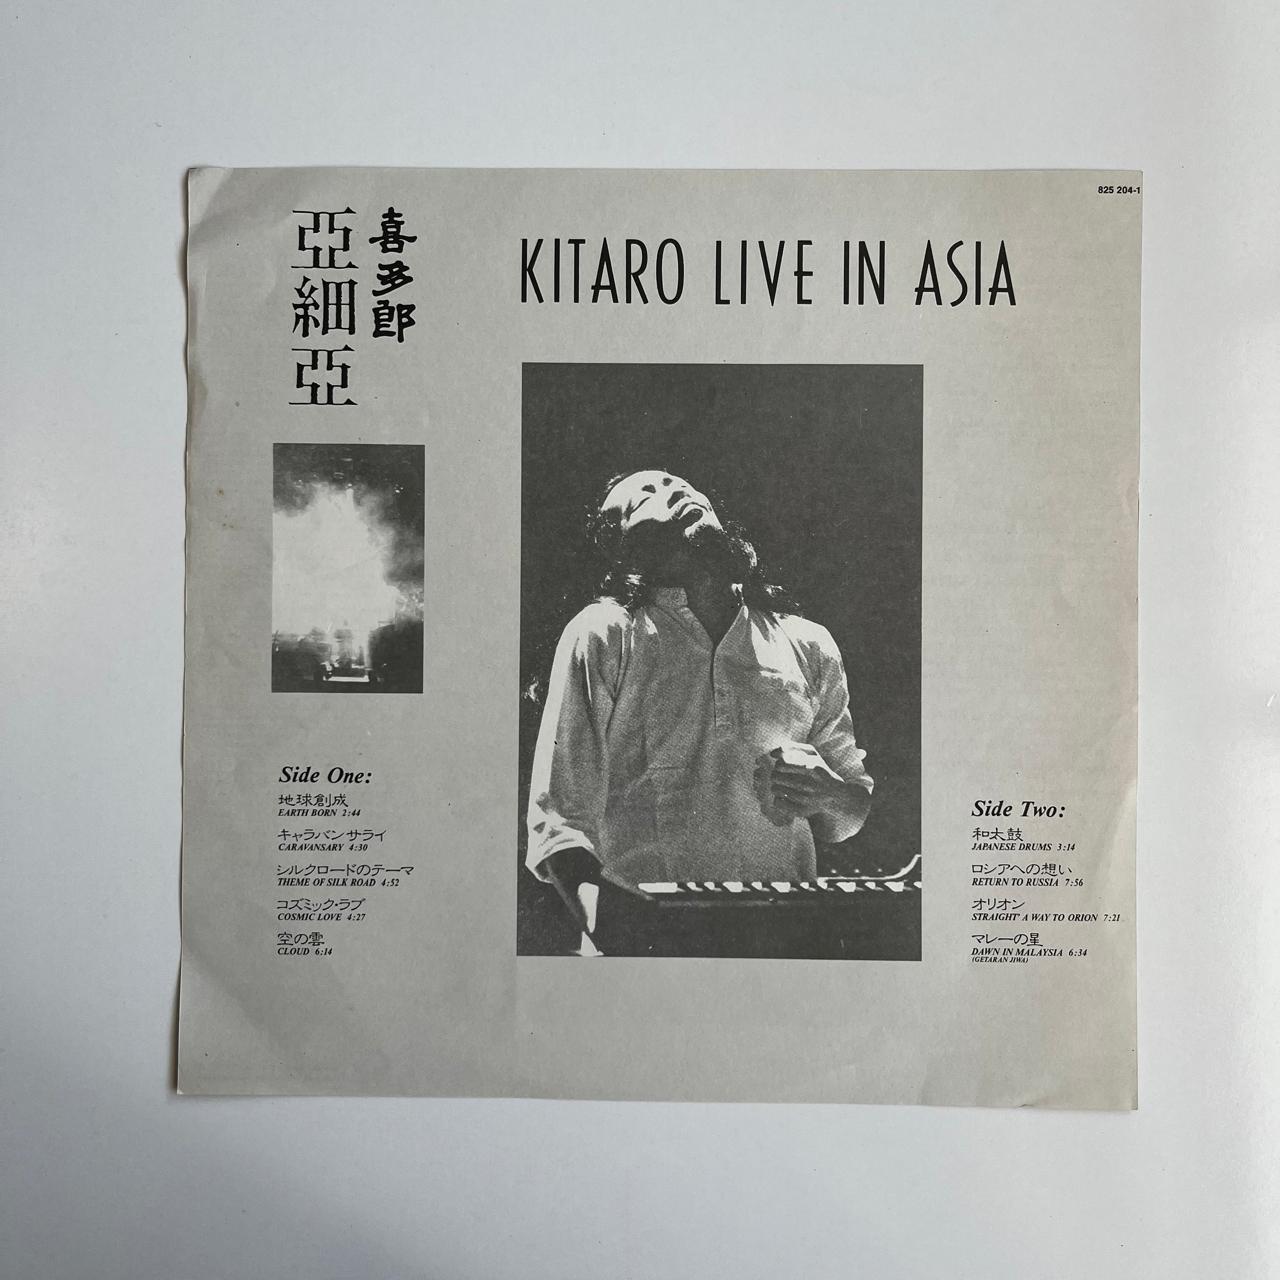 825 204-1
喜多郎
亞細亞
KITARO LIVE IN ASIA
Side One:
地球創成
EARTH BORN 2:44
キャラバンサライ
CARAVANSARY 4:30
シルクロードのテーマ
THEME OF SILK ROAD 4:52
コズミック・ラブ
COSMIC LOVE 4:27
空の雲
CLOUD 6:14
Side Two:
和太鼓
JAPANESE DRUMS 3:14
ロシアへの想い
RETURN TO RUSSIA 7:56
オリオン
STRAIGHT' A WAY TO ORION 7:21
マレーの星
DAWN IN MALAYSIA 6:34
(GETARAN JIWA)